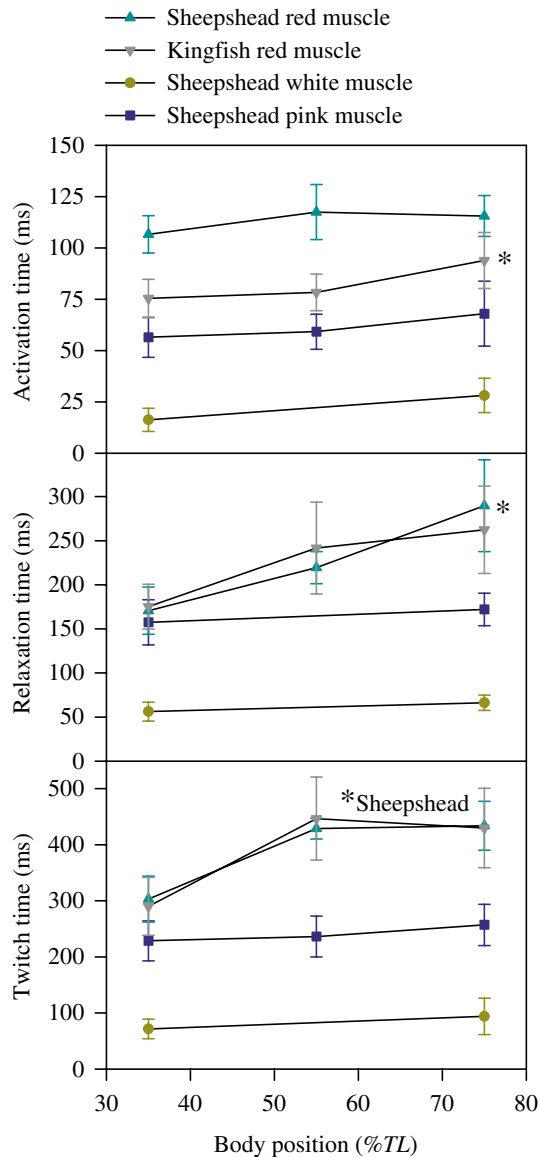 Sheepshead red muscle
Kingfish red muscle
Sheepshead white muscle
Sheepshead pink muscle
150
125
100
75
50
25
0
Activation time (ms)
*
300
250
200
150
100
50
0
Relaxation time (ms)
*
500
400
300
200
100
0
Twitch time (ms)
*Sheepshead
30 40 50 60 70 80
Body position (%TL)